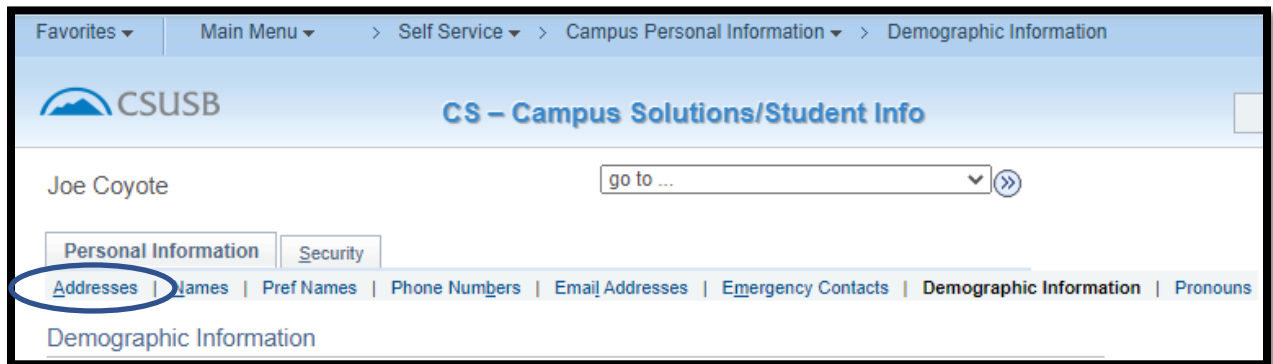 Favorites Main Menu > Self Service > Campus Personal Information > Demographic Information
CSUSB
CS – Campus Solutions/Student Info
Joe Coyote
go to ...
Personal Information Security
Addresses | Names | Pref Names | Phone Numbers | Email Addresses | Emergency Contacts | Demographic Information | Pronouns
Demographic Information